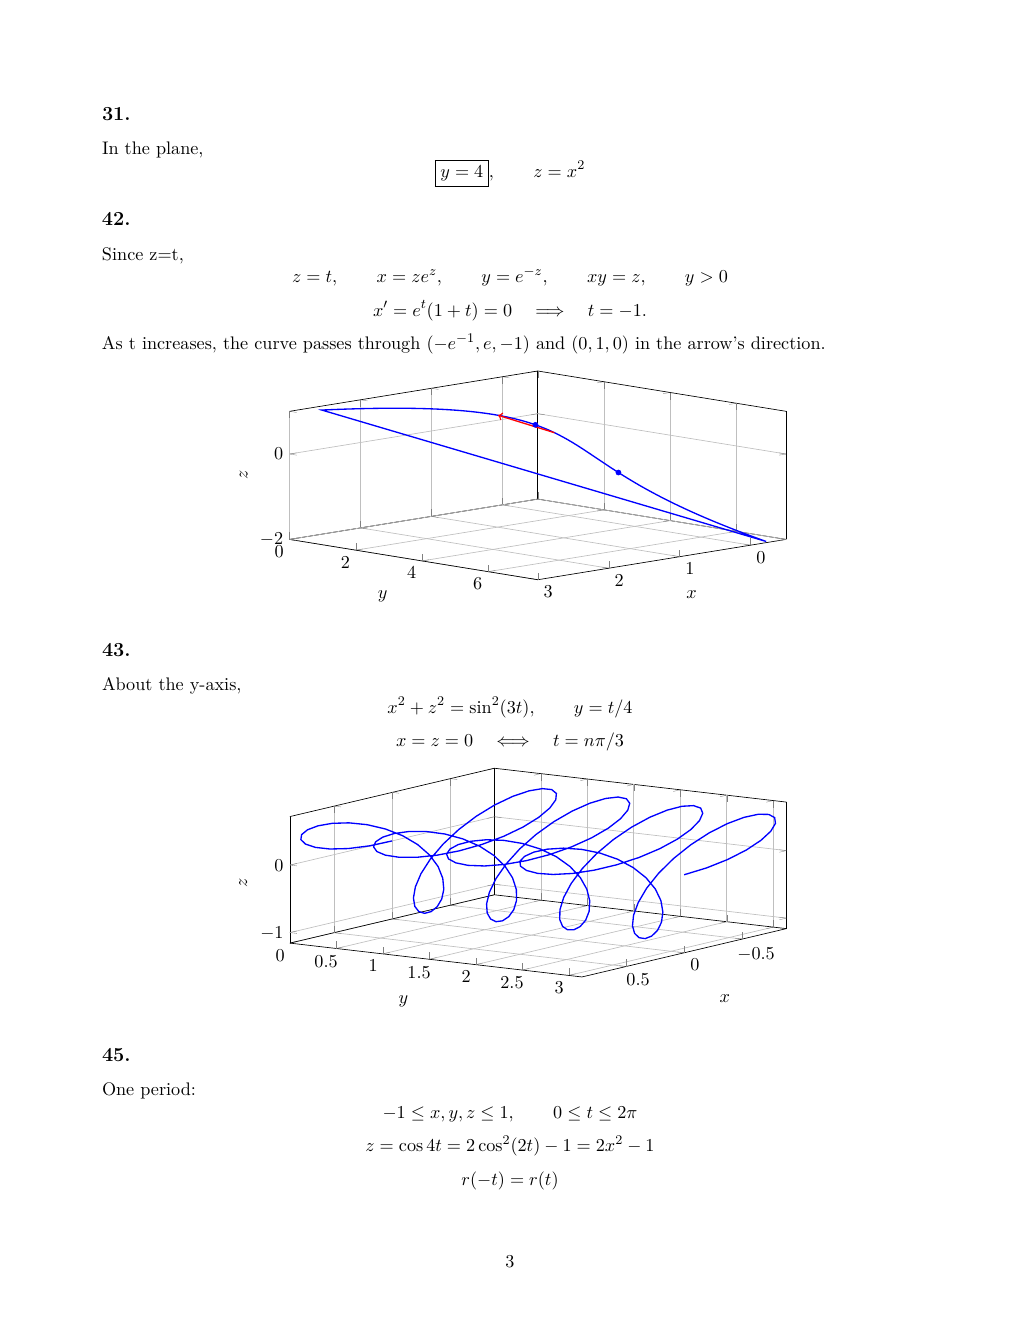 31.
In the plane,
y = 4,   z = x²
42.
Since z=t,
z = t,   x = ze^z,   y = e^{−z},   xy = z,   y > 0
x′ = e^t(1 + t) = 0   ⟹   t = −1.
As t increases, the curve passes through (−e^{−1}, e, −1) and (0, 1, 0) in the arrow's direction.
0
−2
z
0
2
4
6
y
3
2
1
0
x
43.
About the y-axis,
x² + z² = sin²(3t),   y = t/4
x = z = 0   ⟺   t = nπ/3
0
−1
z
0
0.5
1
1.5
2
2.5
3
y
0.5
0
−0.5
x
45.
One period:
−1 ≤ x, y, z ≤ 1,   0 ≤ t ≤ 2π
z = cos 4t = 2 cos²(2t) − 1 = 2x² − 1
r(−t) = r(t)
3